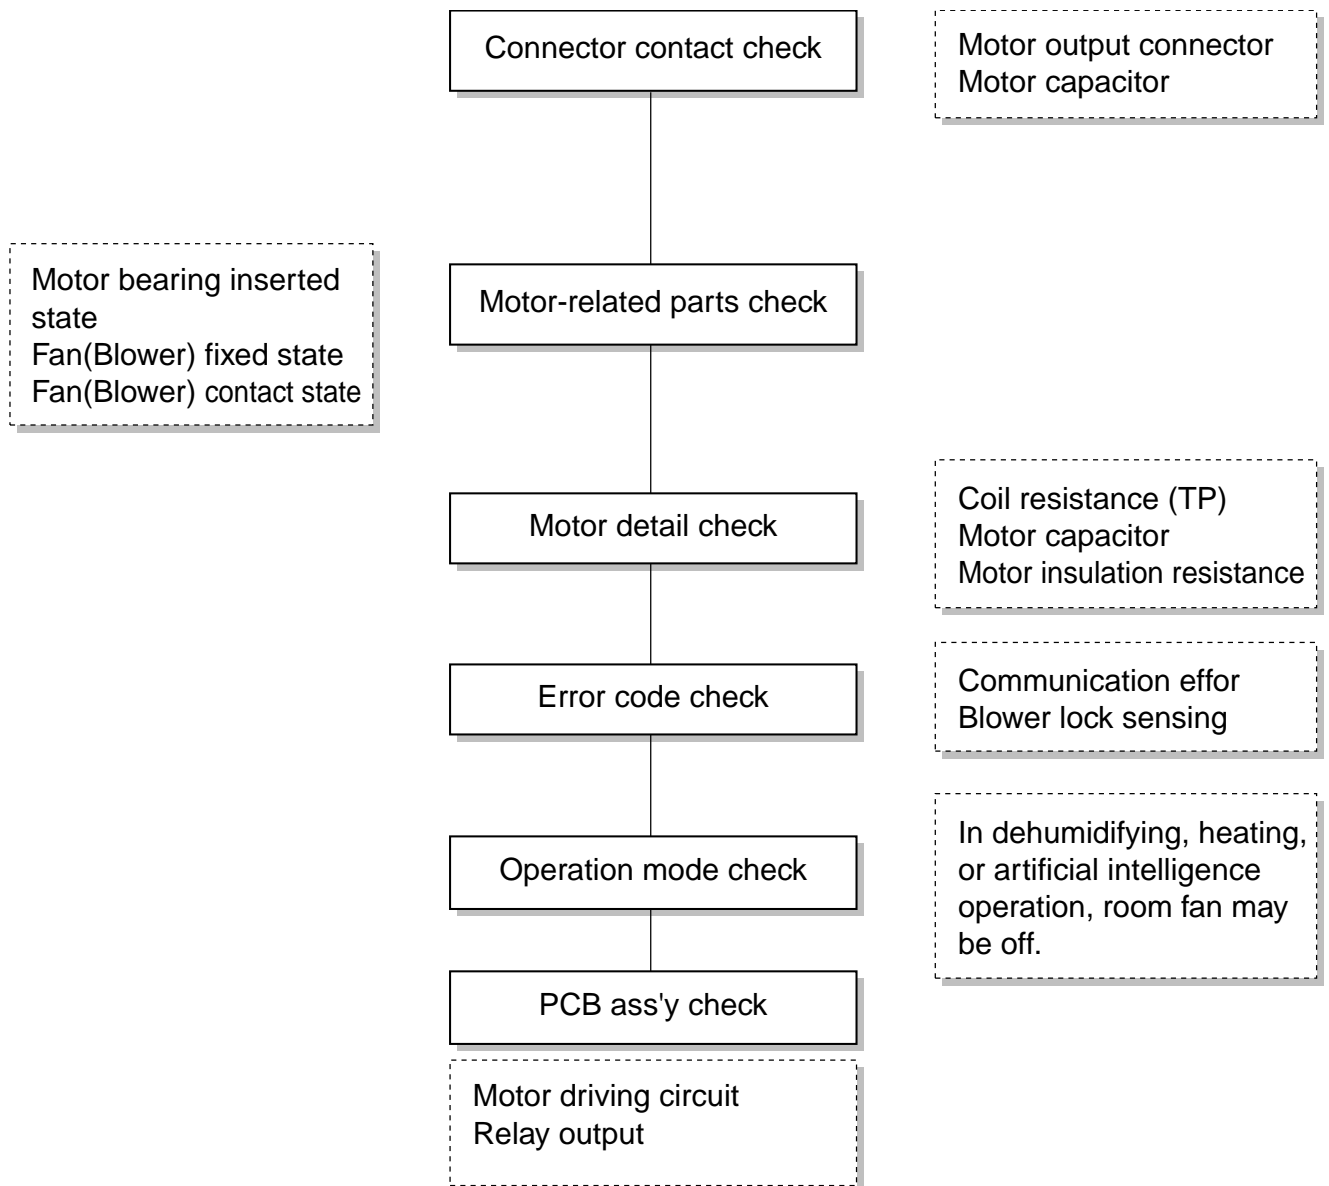 Connector contact check
Motor output connector
Motor capacitor
Motor bearing inserted
state
Fan(Blower) fixed state
Fan(Blower) contact state
Motor-related parts check
Motor detail check
Coil resistance (TP)
Motor capacitor
Motor insulation resistance
Error code check
Communication effor
Blower lock sensing
Operation mode check
In dehumidifying, heating,
or artificial intelligence
operation, room fan may
be off.
PCB ass'y check
Motor driving circuit
Relay output